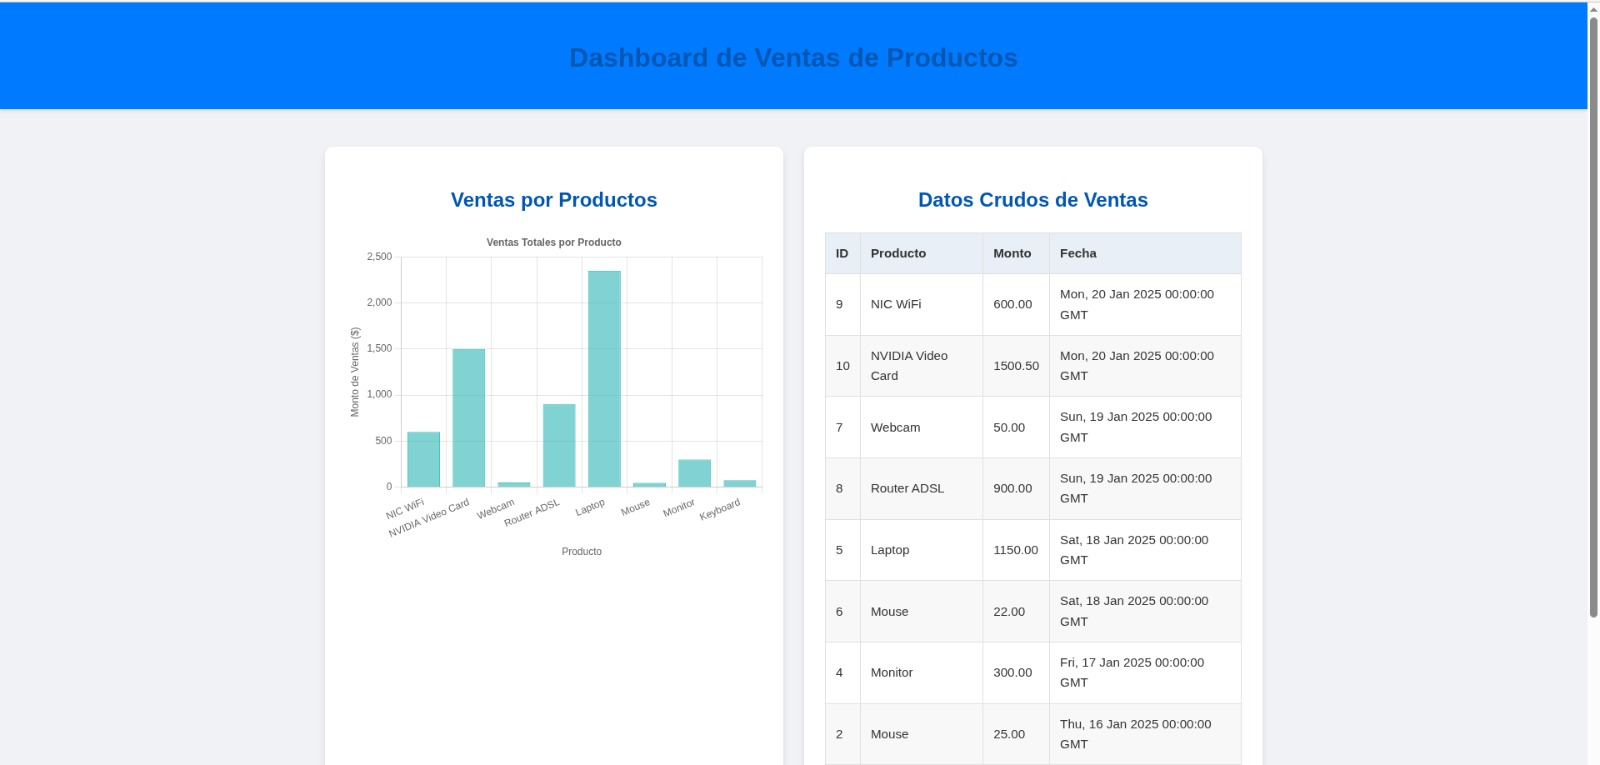 Dashboard de Ventas de Productos
Ventas por Productos
Ventas Totales por Producto
2,500
2,000
1,500
1,000
500
0
Monto de Ventas ($)
NIC WiFi
NVIDIA Video Card
Webcam
Router ADSL
Laptop
Mouse
Monitor
Keyboard
Producto
Datos Crudos de Ventas
ID Producto Monto Fecha
9 NIC WiFi 600.00 Mon, 20 Jan 2025 00:00:00
GMT
10 NVIDIA Video 1500.50 Mon, 20 Jan 2025 00:00:00
Card GMT
7 Webcam 50.00 Sun, 19 Jan 2025 00:00:00
GMT
8 Router ADSL 900.00 Sun, 19 Jan 2025 00:00:00
GMT
5 Laptop 1150.00 Sat, 18 Jan 2025 00:00:00
GMT
6 Mouse 22.00 Sat, 18 Jan 2025 00:00:00
GMT
4 Monitor 300.00 Fri, 17 Jan 2025 00:00:00
GMT
2 Mouse 25.00 Thu, 16 Jan 2025 00:00:00
GMT